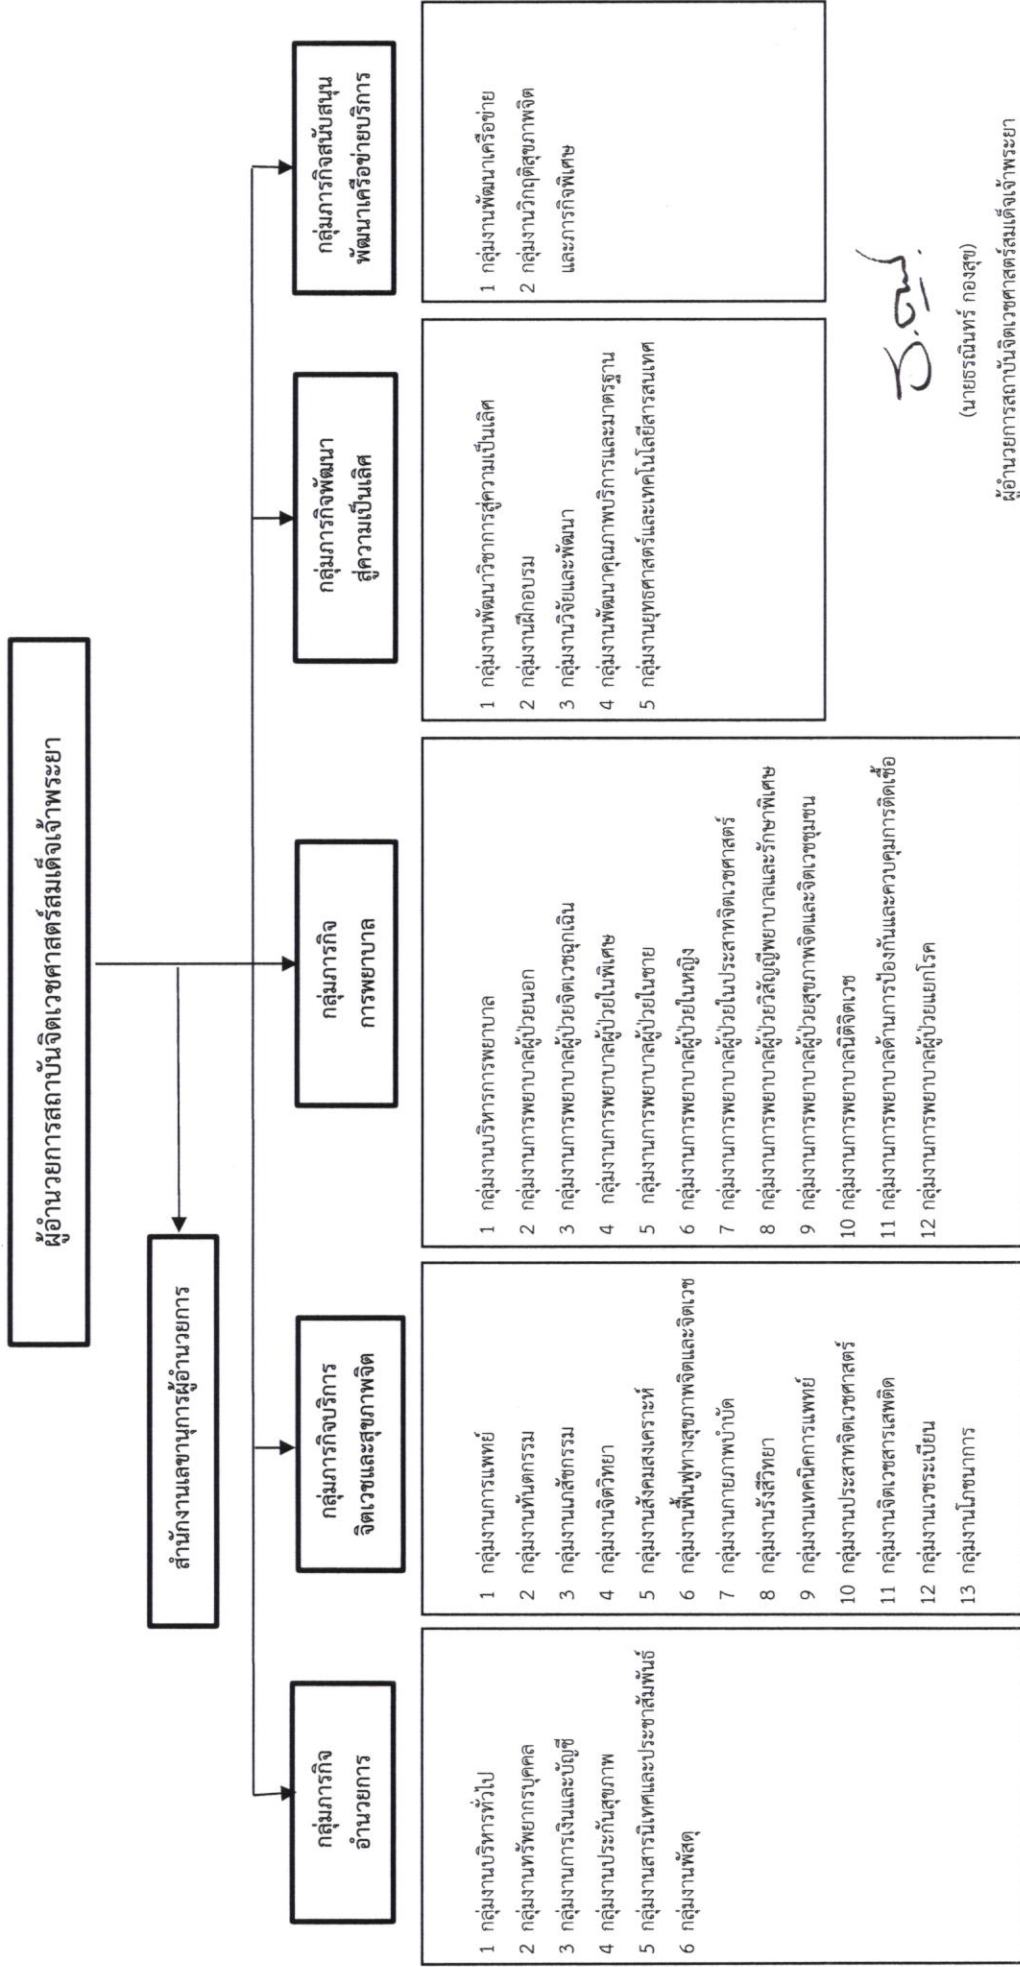 ผู้อำนวยการสถาบันจิตเวชศาสตร์สมเด็จเจ้าพระยา
สำนักงานเลขานุการผู้อำนวยการ
กลุ่มภารกิจ
อำนวยการ
1 กลุ่มงานบริหารทั่วไป
2 กลุ่มงานทรัพยากรบุคคล
3 กลุ่มงานการเงินและบัญชี
4 กลุ่มงานประกันสุขภาพ
5 กลุ่มงานสารนิเทศและประชาสัมพันธ์
6 กลุ่มงานพัสดุ
กลุ่มภารกิจบริการ
จิตเวชและสุขภาพจิต
1 กลุ่มงานการแพทย์
2 กลุ่มงานทันตกรรม
3 กลุ่มงานเภสัชกรรม
4 กลุ่มงานจิตวิทยา
5 กลุ่มงานสังคมสงเคราะห์
6 กลุ่มงานฟื้นฟูทางสุขภาพจิตและจิตเวช
7 กลุ่มงานกายภาพบำบัด
8 กลุ่มงานรังสีวิทยา
9 กลุ่มงานเทคนิคการแพทย์
10 กลุ่มงานประสาทจิตเวชศาสตร์
11 กลุ่มงานจิตเวชสารเสพติด
12 กลุ่มงานเวชระเบียน
13 กลุ่มงานโภชนาการ
กลุ่มภารกิจ
การพยาบาล
1 กลุ่มงานบริหารการพยาบาล
2 กลุ่มงานการพยาบาลผู้ป่วยนอก
3 กลุ่มงานการพยาบาลผู้ป่วยจิตเวชฉุกเฉิน
4 กลุ่มงานการพยาบาลผู้ป่วยในพิเศษ
5 กลุ่มงานการพยาบาลผู้ป่วยในชาย
6 กลุ่มงานการพยาบาลผู้ป่วยในหญิง
7 กลุ่มงานการพยาบาลผู้ป่วยในประสาทจิตเวชศาสตร์
8 กลุ่มงานการพยาบาลผู้ป่วยวิสัญญีพยาบาลและรักษาพิเศษ
9 กลุ่มงานการพยาบาลผู้ป่วยสุขภาพจิตและจิตเวชชุมชน
10 กลุ่มงานการพยาบาลนิติจิตเวช
11 กลุ่มงานการพยาบาลด้านการป้องกันและควบคุมการติดเชื้อ
12 กลุ่มงานการพยาบาลผู้ป่วยแยกโรค
กลุ่มภารกิจพัฒนา
สู่ความเป็นเลิศ
1 กลุ่มงานพัฒนาวิชาการสู่ความเป็นเลิศ
2 กลุ่มงานฝึกอบรม
3 กลุ่มงานวิจัยและพัฒนา
4 กลุ่มงานพัฒนาคุณภาพบริการและมาตรฐาน
5 กลุ่มงานยุทธศาสตร์และเทคโนโลยีสารสนเทศ
กลุ่มภารกิจสนับสนุน
พัฒนาเครือข่ายบริการ
1 กลุ่มงานพัฒนาเครือข่าย
2 กลุ่มงานวิกฤติสุขภาพจิต
และภารกิจพิเศษ
(นายธรณินทร์ กองสุข)
ผู้อำนวยการสถาบันจิตเวชศาสตร์สมเด็จเจ้าพระยา